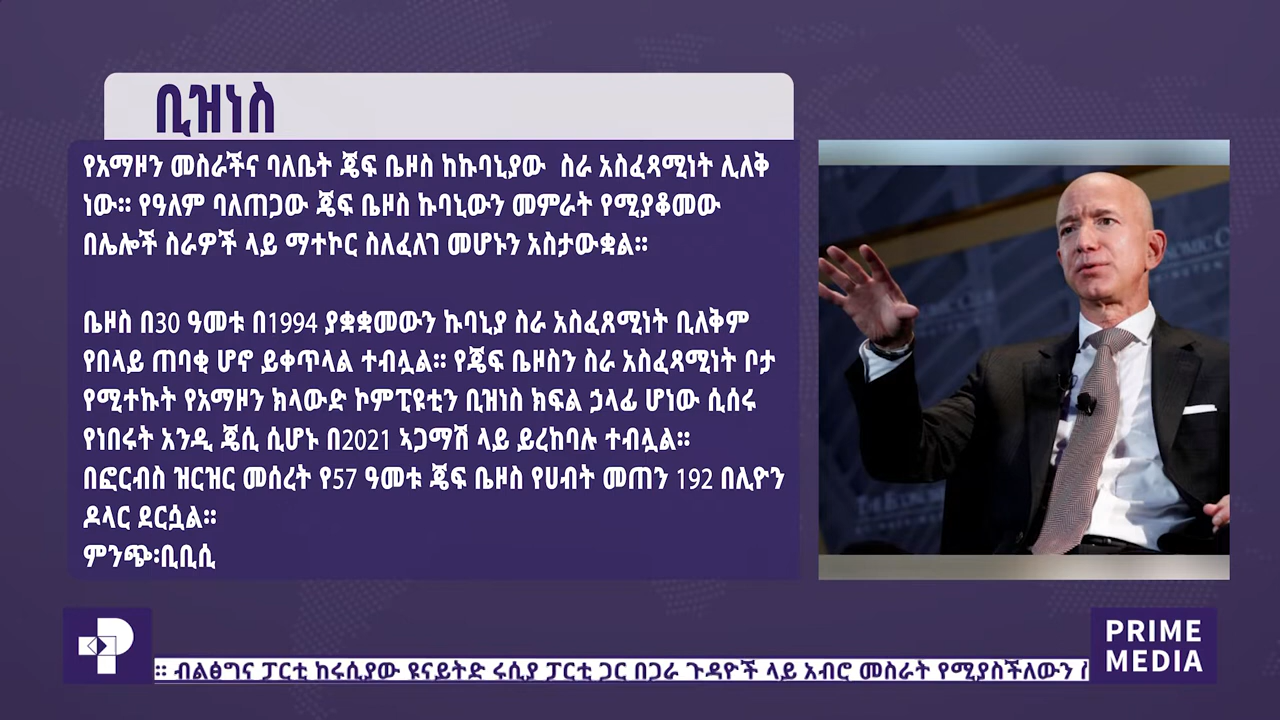 ቢዝነስ
የአማዞን መስራችና ባለቤት ጄፍ ቤዞስ ከኩባኒያው ስራ አስፈጻሚነት ሊለቅ
ነው። የዓለም ባለጠጋው ጄፍ ቤዞስ ኩባኒውን መምራት የሚያቆመው
በሌሎች ስራዎች ላይ ማተኮር ስለፈለገ መሆኑን አስታውቋል።
ቤዞስ በ30 ዓመቱ በ1994 ያቋቋመውን ኩባኒያ ስራ አስፈጸሚነት ቢለቅም
የበላይ ጠባቂ ሆኖ ይቀጥላል ተብሏል። የጄፍ ቤዞስን ስራ አስፈጻሚነት ቦታ
የሚተኩት የአማዞን ክላውድ ኮምፒዩቲን ቢዝነስ ክፍል ኃላፊ ሆነው ሲሰሩ
የነበሩት አንዲ ጄሲ ሲሆኑ በ2021 ኣጋማሽ ላይ ይረከባሉ ተብሏል።
በፎርብስ ዝርዝር መሰረት የ57 ዓመቱ ጄፍ ቤዞስ የሀብት መጠን 192 በሊዮን
ዶላር ደርሷል።
ምንጭ፡ቢቢሲ
PRIME
MEDIA
። ብልፅግና ፓርቲ ከሩሲያው ዩናይትድ ሩሲያ ፓርቲ ጋር በጋራ ጉዳዮች ላይ አብሮ መስራት የሚያስችለውን